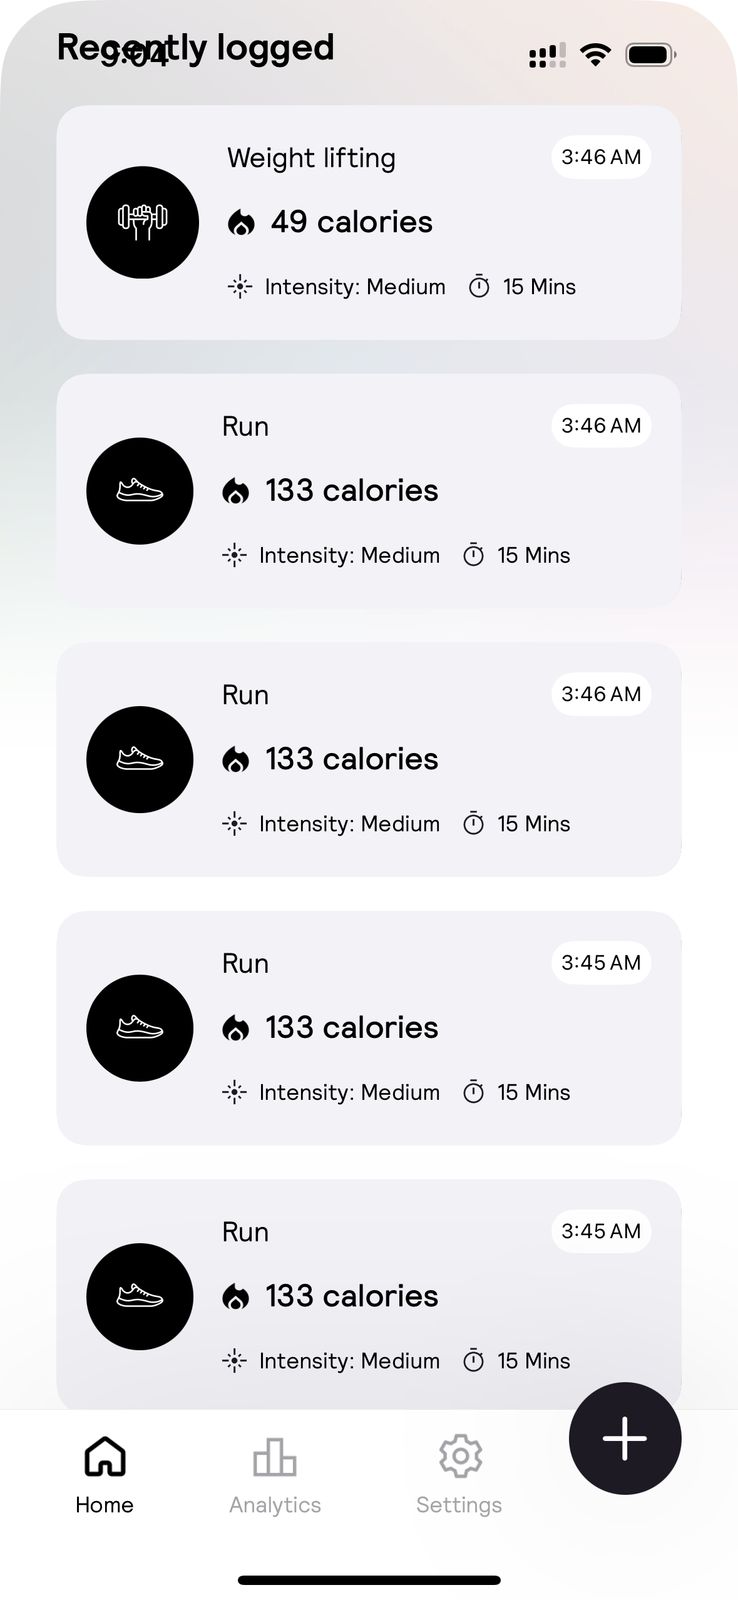 Recently logged
9:04
Weight lifting
3:46 AM
49 calories
Intensity: Medium 15 Mins
Run
3:46 AM
133 calories
Intensity: Medium 15 Mins
Run
3:46 AM
133 calories
Intensity: Medium 15 Mins
Run
3:45 AM
133 calories
Intensity: Medium 15 Mins
Run
3:45 AM
133 calories
Intensity: Medium 15 Mins
Home Analytics Settings